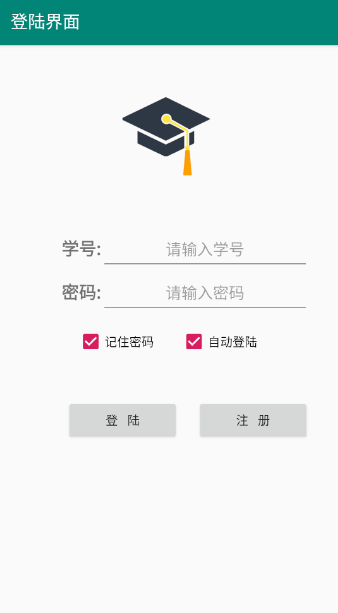 登陆界面
学号: 请输入学号
密码: 请输入密码
记住密码 自动登陆
登 陆 注 册